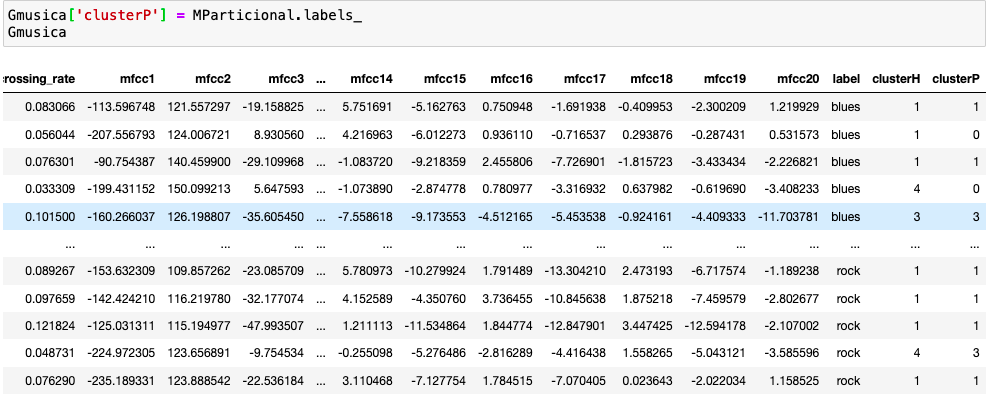 Gmusica['clusterP'] = MParticional.labels_
Gmusica
crossing_rate mfcc1 mfcc2 mfcc3 ... mfcc14 mfcc15 mfcc16 mfcc17 mfcc18 mfcc19 mfcc20 label clusterH clusterP
0.083066 -113.596748 121.557297 -19.158825 ... 5.751691 -5.162763 0.750948 -1.691938 -0.409953 -2.300209 1.219929 blues 1 1
0.056044 -207.556793 124.006721 8.930560 ... 4.216963 -6.012273 0.936110 -0.716537 0.293876 -0.287431 0.531573 blues 1 0
0.076301 -90.754387 140.459900 -29.109968 ... -1.083720 -9.218359 2.455806 -7.726901 -1.815723 -3.433434 -2.226821 blues 1 1
0.033309 -199.431152 150.099213 5.647593 ... -1.073890 -2.874778 0.780977 -3.316932 0.637982 -0.619690 -3.408233 blues 4 0
0.101500 -160.266037 126.198807 -35.605450 ... -7.558618 -9.173553 -4.512165 -5.453538 -0.924161 -4.409333 -11.703781 blues 3 3
... ... ... ... ... ... ... ... ... ... ... ... ... ... ...
0.089267 -153.632309 109.857262 -23.085709 ... 5.780973 -10.279924 1.791489 -13.304210 2.473193 -6.717574 -1.189238 rock 1 1
0.097659 -142.424210 116.219780 -32.177074 ... 4.152589 -4.350760 3.736455 -10.845638 1.875218 -7.459579 -2.802677 rock 1 1
0.121824 -125.031311 115.194977 -47.993507 ... 1.211113 -11.534864 1.844774 -12.847901 3.447425 -12.594178 -2.107002 rock 1 1
0.048731 -224.972305 123.656891 -9.754534 ... -0.255098 -5.276486 -2.816289 -4.416438 1.558265 -5.043121 -3.585596 rock 4 3
0.076290 -235.189331 123.888542 -22.536184 ... 3.110468 -7.127754 1.784515 -7.070405 0.023643 -2.022034 1.158525 rock 1 1